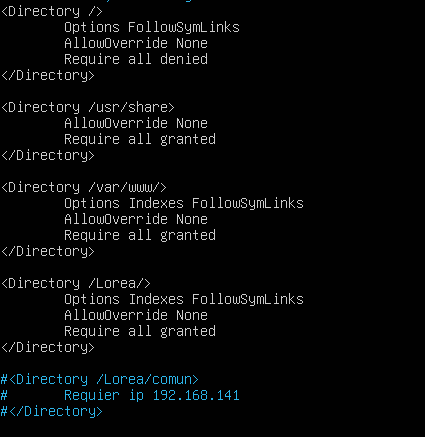 <Directory />
Options FollowSymLinks
AllowOverride None
Require all denied
</Directory>
<Directory /usr/share>
AllowOverride None
Require all granted
</Directory>
<Directory /var/www/>
Options Indexes FollowSymLinks
AllowOverride None
Require all granted
</Directory>
<Directory /Lorea/>
Options Indexes FollowSymLinks
AllowOverride None
Require all granted
</Directory>
#<Directory /Lorea/comun>
# Requier ip 192.168.141
#</Directory>